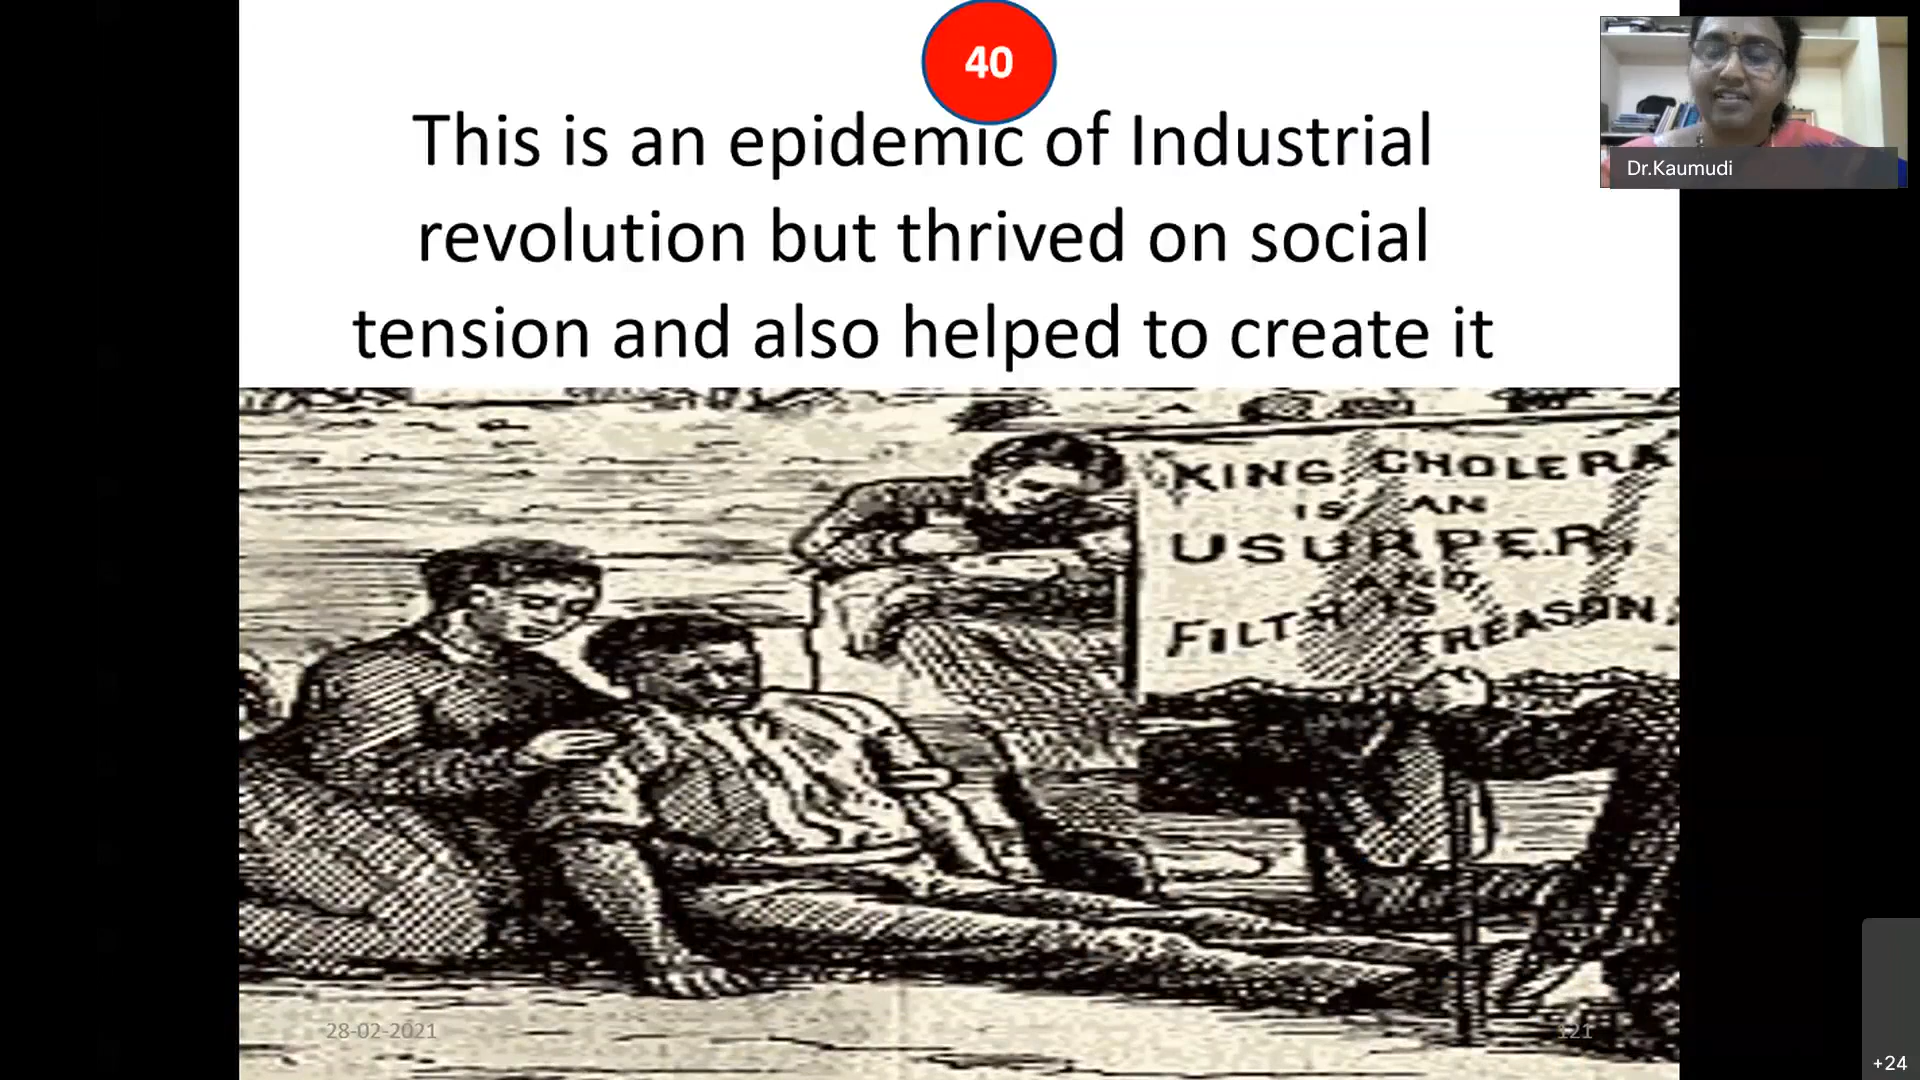 40
This is an epidemic of Industrial
revolution but thrived on social
tension and also helped to create it
Dr.Kaumudi
KING CHOLERA
IS AN
USURPER,
AND
FILTH IS
TREASON,
28-02-2021
121
+24